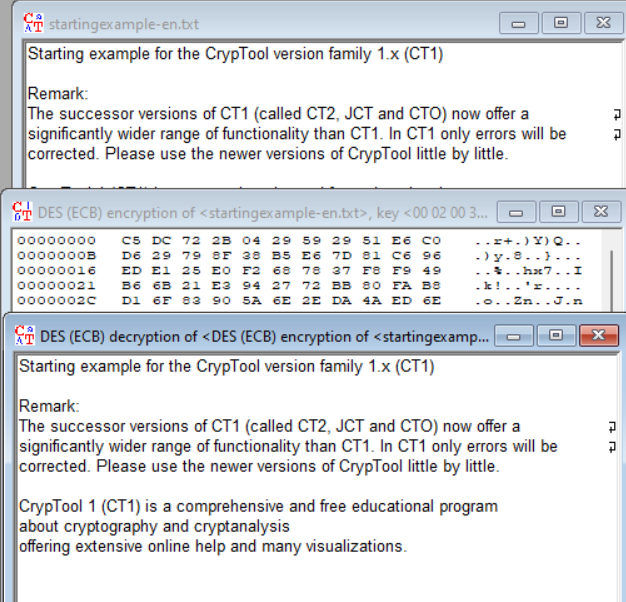 startingexample-en.txt
Starting example for the CrypTool version family 1.x (CT1)
Remark:
The successor versions of CT1 (called CT2, JCT and CTO) now offer a
significantly wider range of functionality than CT1. In CT1 only errors will be
corrected. Please use the newer versions of CrypTool little by little.
DES (ECB) encryption of <startingexample-en.txt>, key <00 02 00 3...
00000000 C5 DC 72 2B 04 29 59 29 51 E6 C0 ..r+.)Y)Q..
0000000B D6 29 79 8F 38 B5 E6 7D 81 C6 96 .)y.8..}...
00000016 ED E1 25 E0 F2 68 78 37 F8 F9 49 ..%..hx7..I
00000021 B6 6B 21 E3 94 27 72 BB 80 FA B8 .k!..'r....
0000002C D1 6F 83 90 5A 6E 2E DA 4A ED 6E .o..Zn..J.n
DES (ECB) decryption of <DES (ECB) encryption of <startingexamp...
Starting example for the CrypTool version family 1.x (CT1)
Remark:
The successor versions of CT1 (called CT2, JCT and CTO) now offer a
significantly wider range of functionality than CT1. In CT1 only errors will be
corrected. Please use the newer versions of CrypTool little by little.
CrypTool 1 (CT1) is a comprehensive and free educational program
about cryptography and cryptanalysis
offering extensive online help and many visualizations.